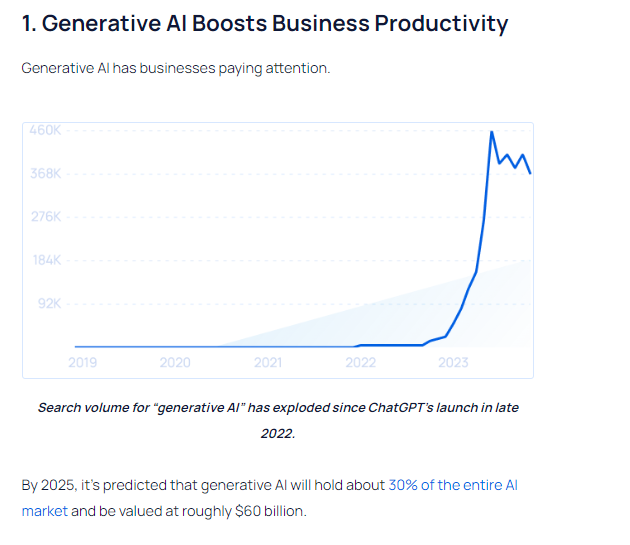 1. Generative AI Boosts Business Productivity
Generative AI has businesses paying attention.
460K
368K
276K
184K
92K
2019 2020 2021 2022 2023
Search volume for “generative AI” has exploded since ChatGPT’s launch in late
2022.
By 2025, it’s predicted that generative AI will hold about 30% of the entire AI
market and be valued at roughly $60 billion.